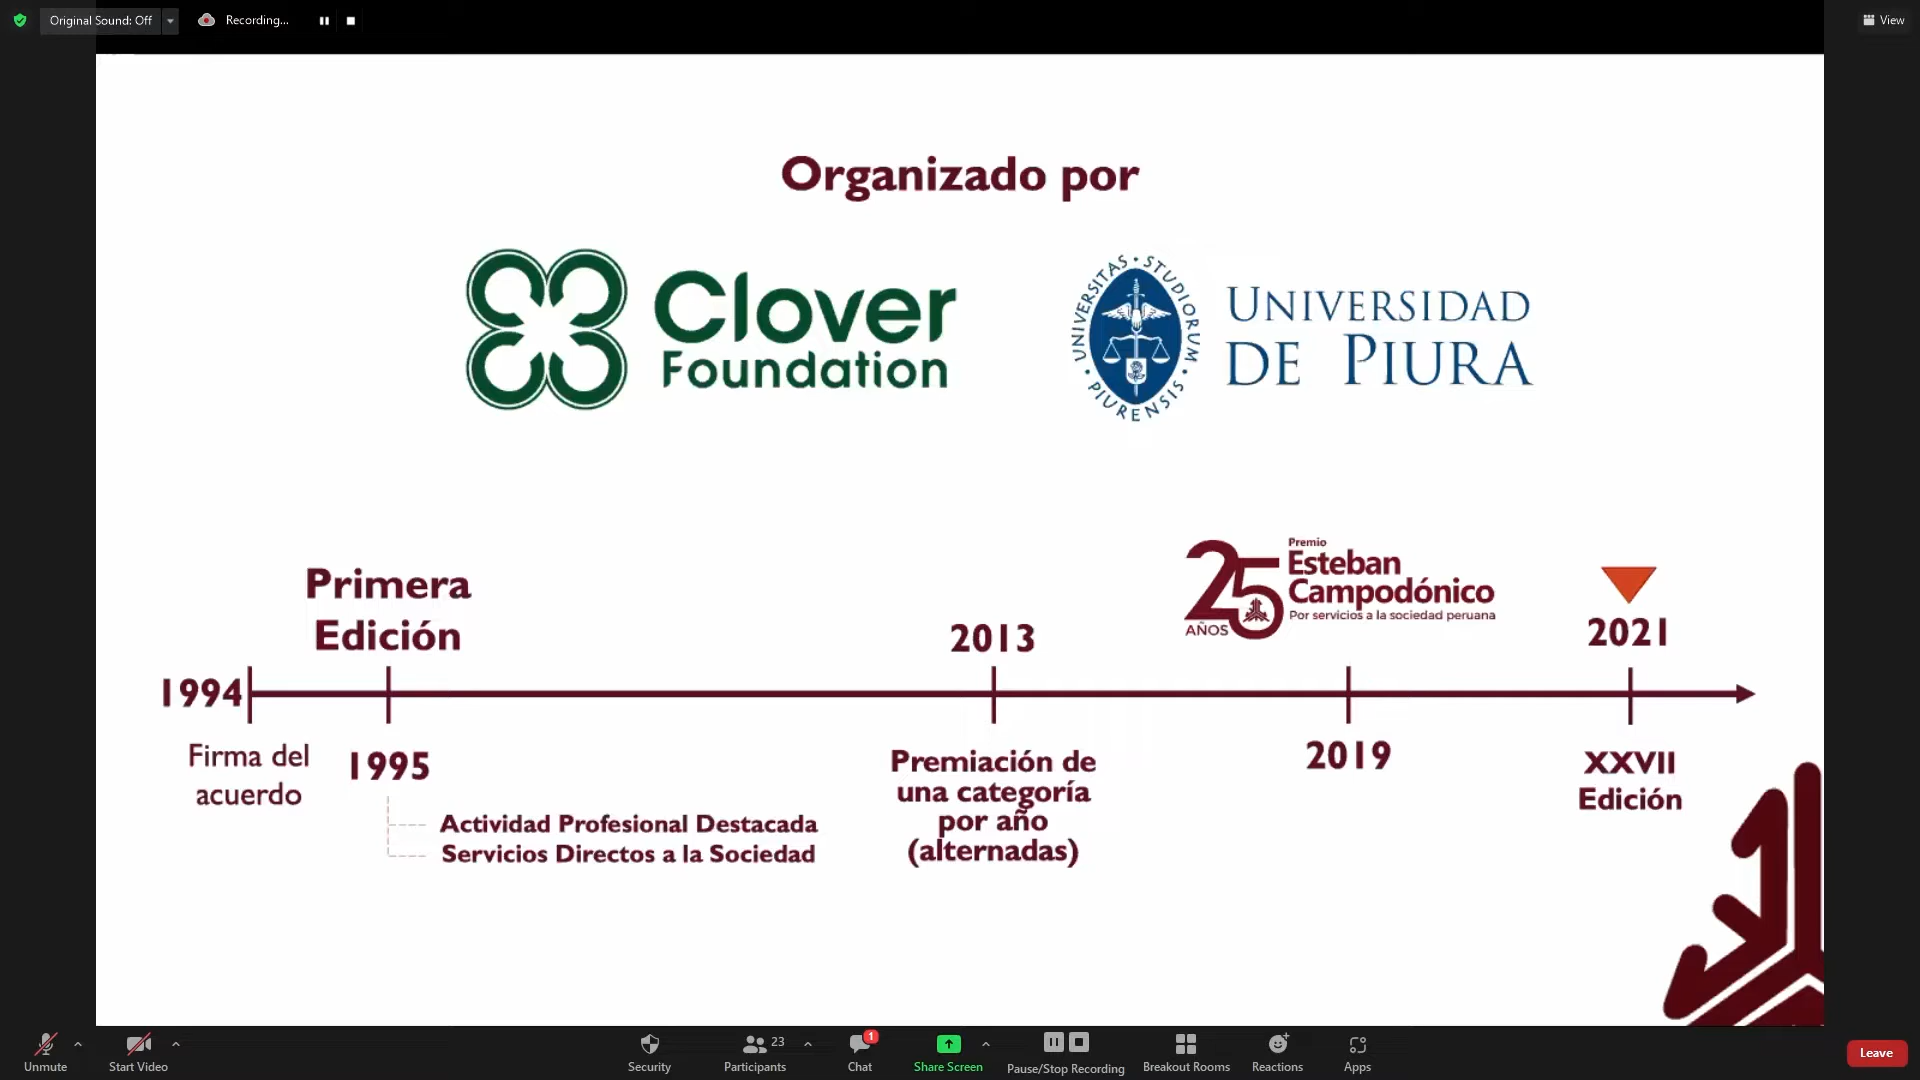 Original Sound: Off
Recording...
View
Organizado por
Clover
Foundation
UNIVERSITAS • STUDIORUM • PIURENSIS •
UNIVERSIDAD
DE PIURA
Primera
Edición
25
AÑOS
Premio
Esteban
Campodónico
Por servicios a la sociedad peruana
2013
2021
1994
Firma del
acuerdo
1995
Actividad Profesional Destacada
Servicios Directos a la Sociedad
Premiación de
una categoría
por año
(alternadas)
2019
XXVII
Edición
Unmute
Start Video
Security
23
Participants
1
Chat
Share Screen
Pause/Stop Recording
Breakout Rooms
Reactions
Apps
Leave